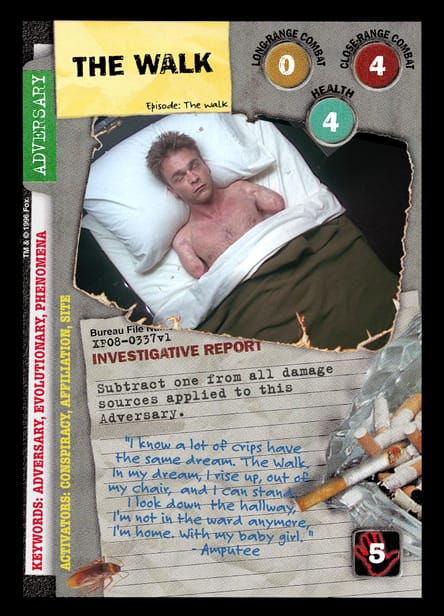 THE WALK
Episode: The Walk
LONG-RANGE COMBAT
0
CLOSE-RANGE COMBAT
4
HEALTH
4
ADVERSARY
TM & © 1996 Fox.
KEYWORDS: ADVERSARY, EVOLUTIONARY, PHENOMENA
ACTIVATORS: CONSPIRACY, AFFILIATION, SITE
Bureau File
XF08-0337v1
INVESTIGATIVE REPORT
Subtract one from all damage
sources applied to this
Adversary.
"I know a lot of crips have
the same dream. The Walk.
In my dream, I rise up, out of
my chair, and I can stand.
I look down the hallway,
I'm not in the ward anymore,
I'm home. With my baby girl."
- Amputee
5